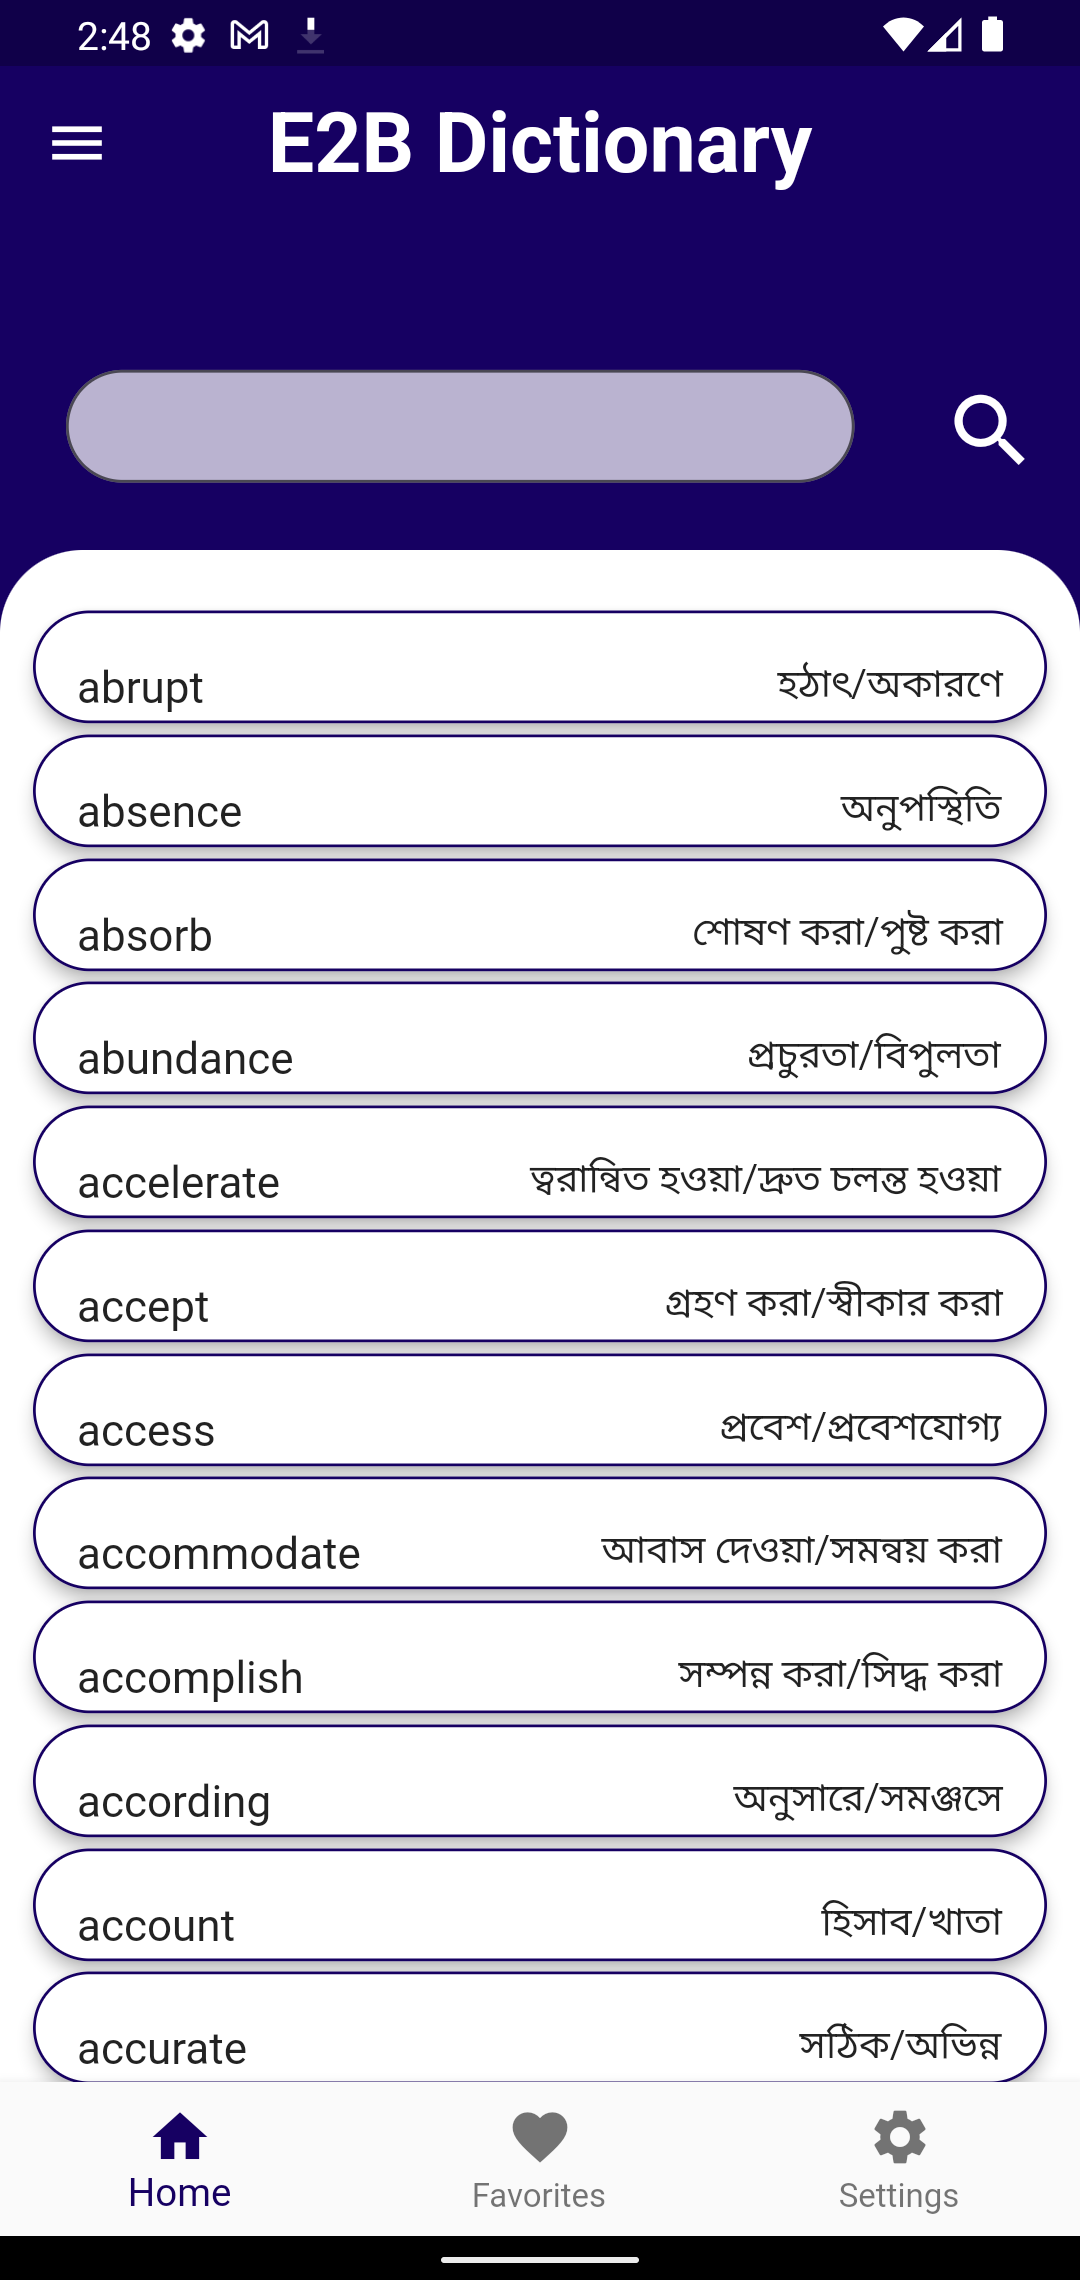 2:48
E2B Dictionary
abrupt হঠাৎ/অকারণে
absence অনুপস্থিতি
absorb শোষণ করা/পুষ্ট করা
abundance প্রচুরতা/বিপুলতা
accelerate ত্বরান্বিত হওয়া/দ্রুত চলন্ত হওয়া
accept গ্রহণ করা/স্বীকার করা
access প্রবেশ/প্রবেশযোগ্য
accommodate আবাস দেওয়া/সমন্বয় করা
accomplish সম্পন্ন করা/সিদ্ধ করা
according অনুসারে/সমঞ্জসে
account হিসাব/খাতা
accurate সঠিক/অভিন্ন
Home Favorites Settings